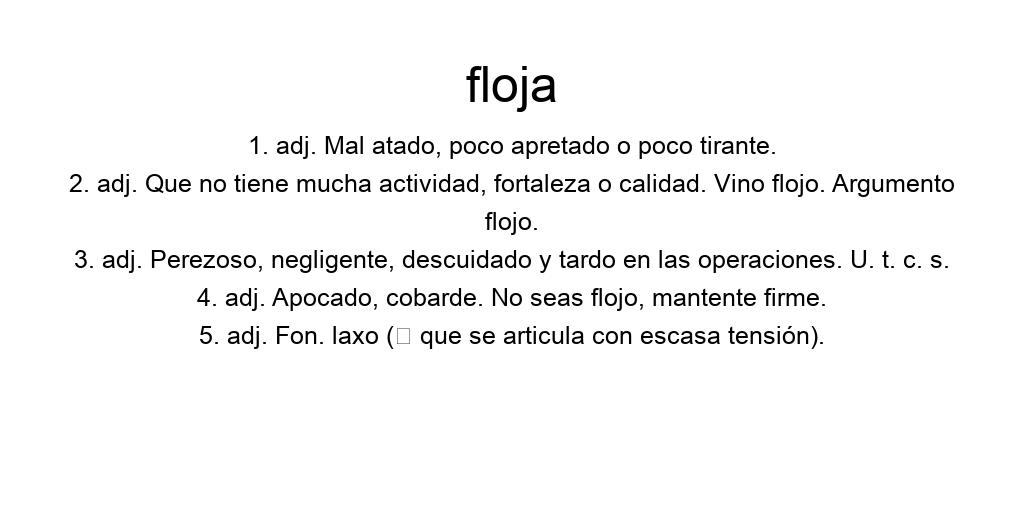 floja
1. adj. Mal atado, poco apretado o poco tirante.
2. adj. Que no tiene mucha actividad, fortaleza o calidad. Vino flojo. Argumento
flojo.
3. adj. Perezoso, negligente, descuidado y tardo en las operaciones. U. t. c. s.
4. adj. Apocado, cobarde. No seas flojo, mantente firme.
5. adj. Fon. laxo (▯ que se articula con escasa tensión).